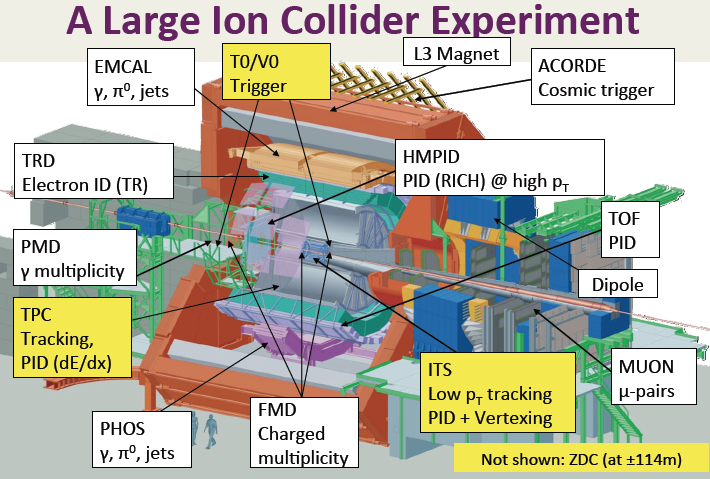 A Large Ion Collider Experiment
EMCAL
γ, π⁰, jets
T0/V0
Trigger
L3 Magnet
ACORDE
Cosmic trigger
TRD
Electron ID (TR)
HMPID
PID (RICH) @ high pT
TOF
PID
PMD
γ multiplicity
Dipole
TPC
Tracking,
PID (dE/dx)
ITS
Low pT tracking
PID + Vertexing
MUON
μ-pairs
PHOS
γ, π⁰, jets
FMD
Charged
multiplicity
Not shown: ZDC (at ±114m)